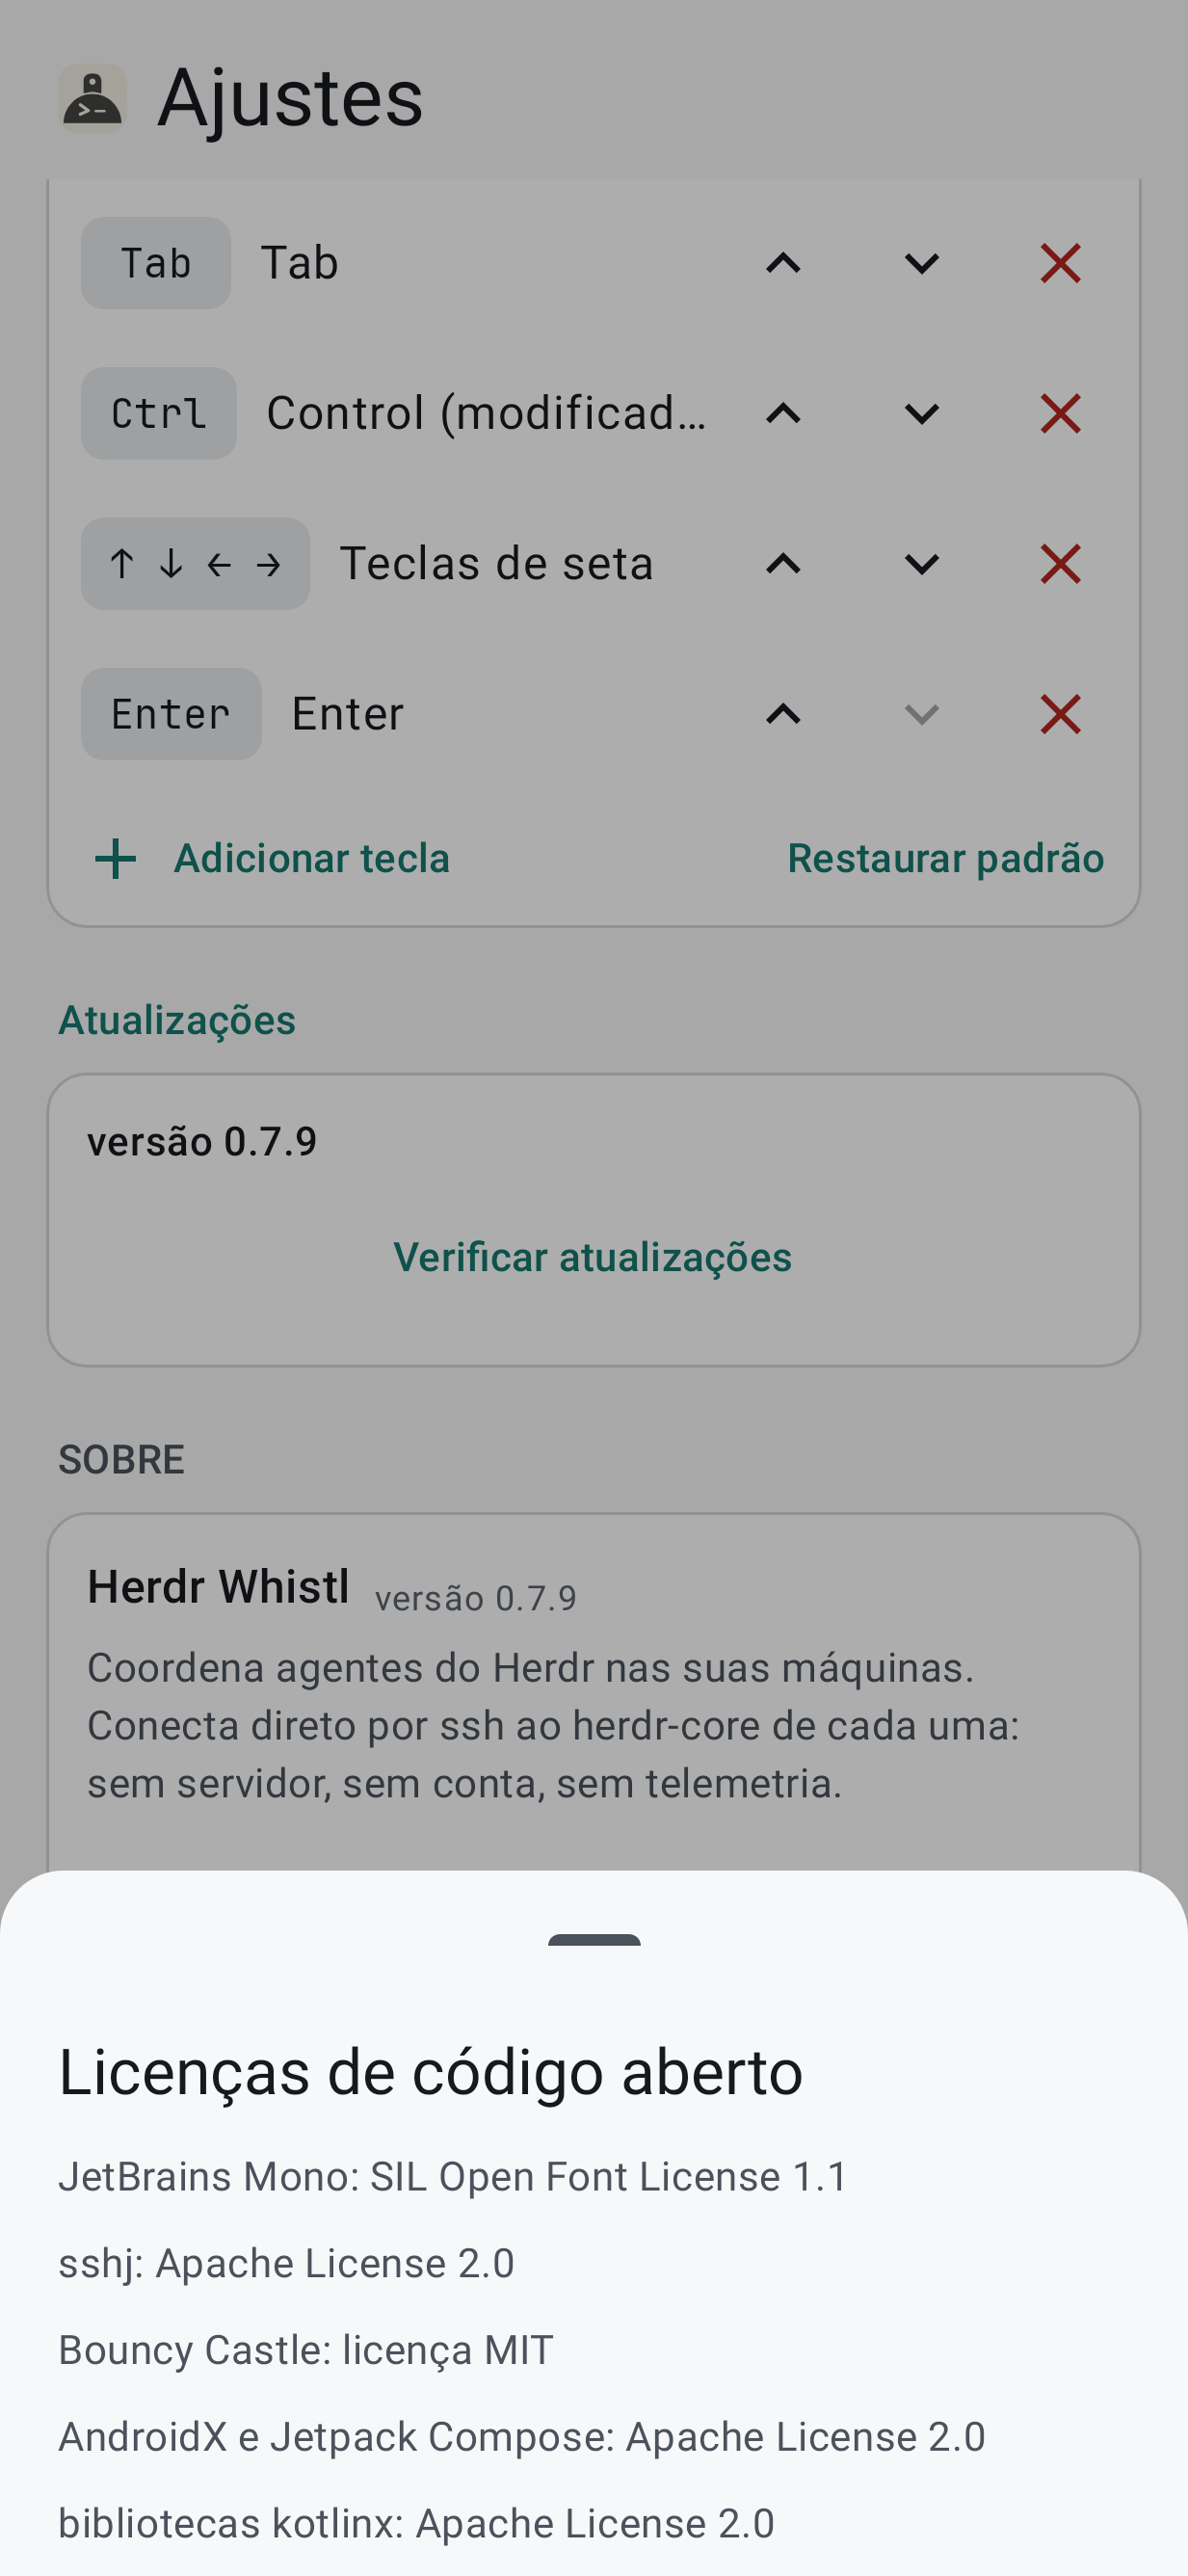 >-
Ajustes
Tab Tab
Ctrl Control (modificad...
↑ ↓ ← → Teclas de seta
Enter Enter
+ Adicionar tecla Restaurar padrão
Atualizações
versão 0.7.9
Verificar atualizações
SOBRE
Herdr Whistl versão 0.7.9
Coordena agentes do Herdr nas suas máquinas.
Conecta direto por ssh ao herdr-core de cada uma:
sem servidor, sem conta, sem telemetria.
Licenças de código aberto
JetBrains Mono: SIL Open Font License 1.1
sshj: Apache License 2.0
Bouncy Castle: licença MIT
AndroidX e Jetpack Compose: Apache License 2.0
bibliotecas kotlinx: Apache License 2.0